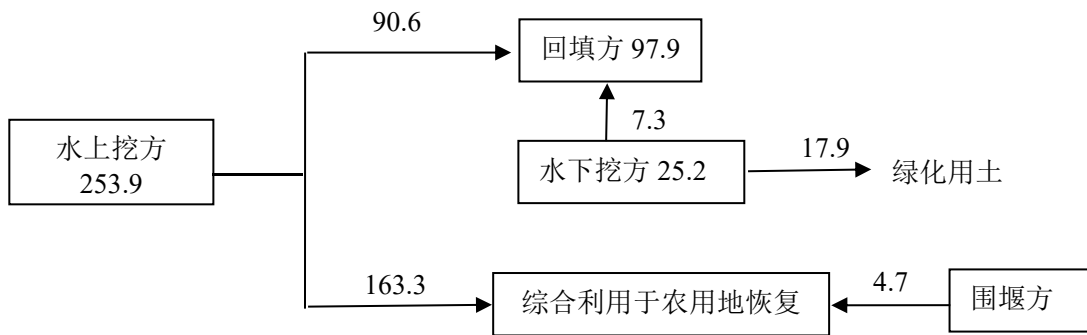 90.6
回填方 97.9
7.3
水上挖方
253.9
水下挖方 25.2
17.9
绿化用土
163.3
综合利用于农用地恢复
4.7
围堰方